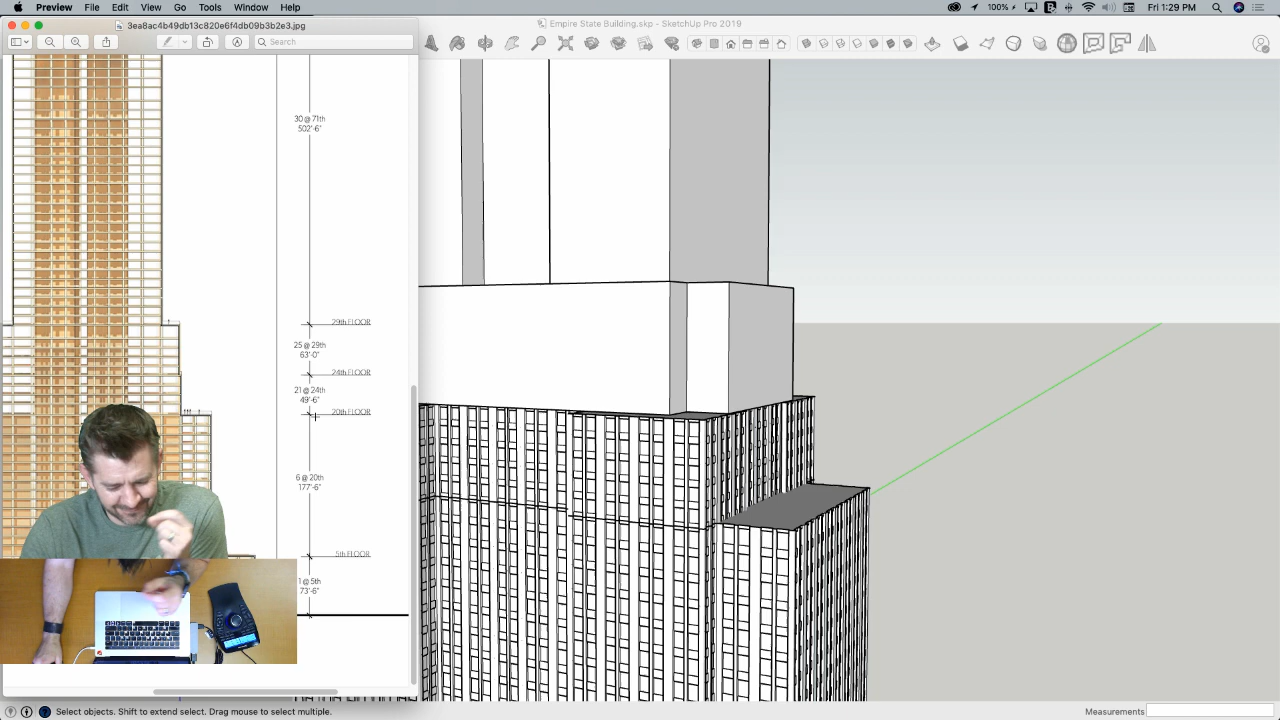 Preview File Edit View Go Tools Window Help
100% Fri 1:29 PM
3ea8ac4b49db13c820e6f4db09b3b2e3.jpg
Empire State Building.skp - SketchUp Pro 2019
Search
30 @ 71th
502'-6"
29th FLOOR
25 @ 29th
63'-0"
24th FLOOR
21 @ 24th
49'-6"
20th FLOOR
6 @ 20th
177'-6"
5th FLOOR
1 @ 5th
73'-6"
Select objects. Shift to extend select. Drag mouse to select multiple.
Measurements